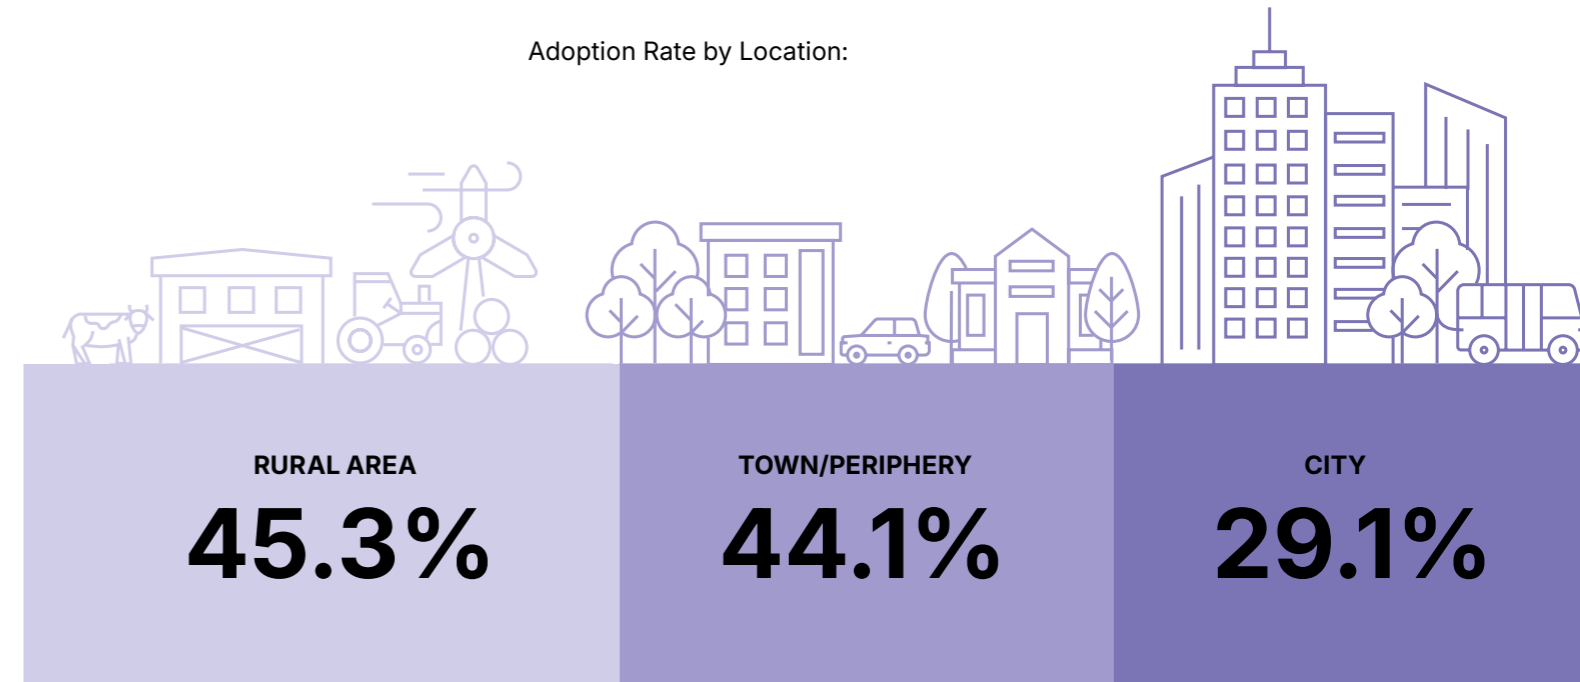 Adoption Rate by Location:
RURAL AREA
45.3%
TOWN/PERIPHERY
44.1%
CITY
29.1%